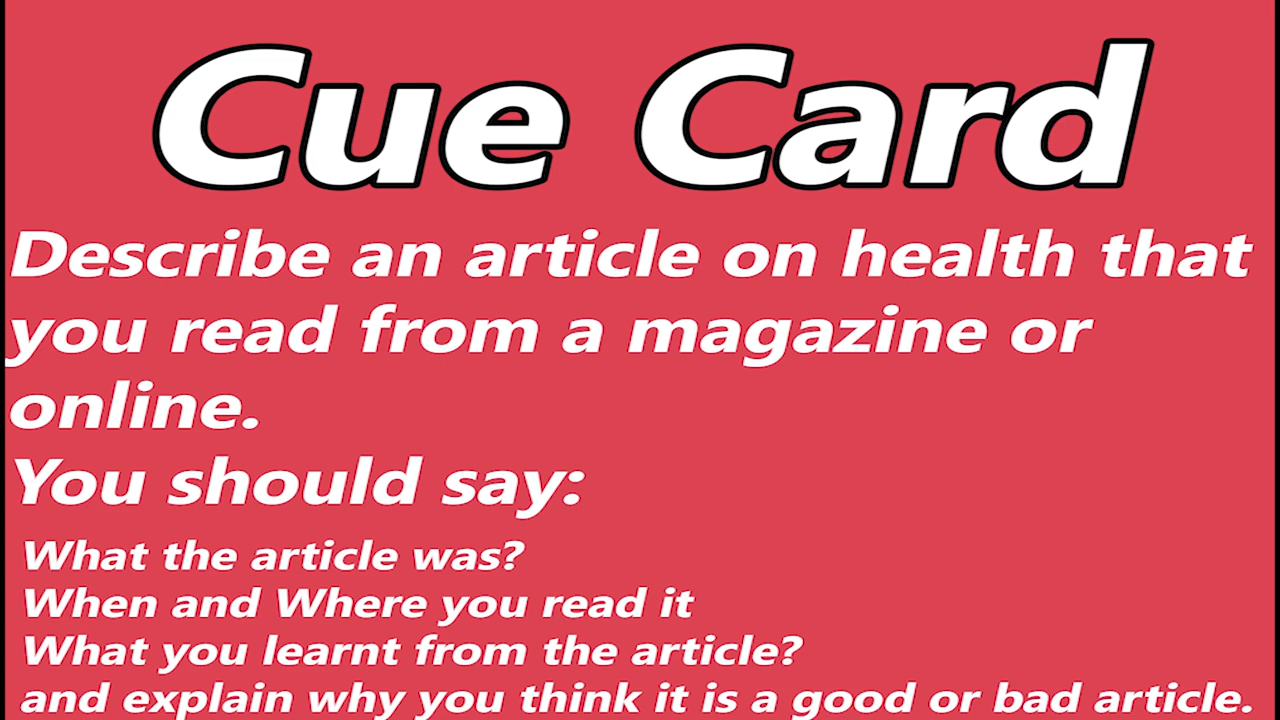 Cue Card
Describe an article on health that
you read from a magazine or
online.
You should say:
What the article was?
When and Where you read it
What you learnt from the article?
and explain why you think it is a good or bad article.